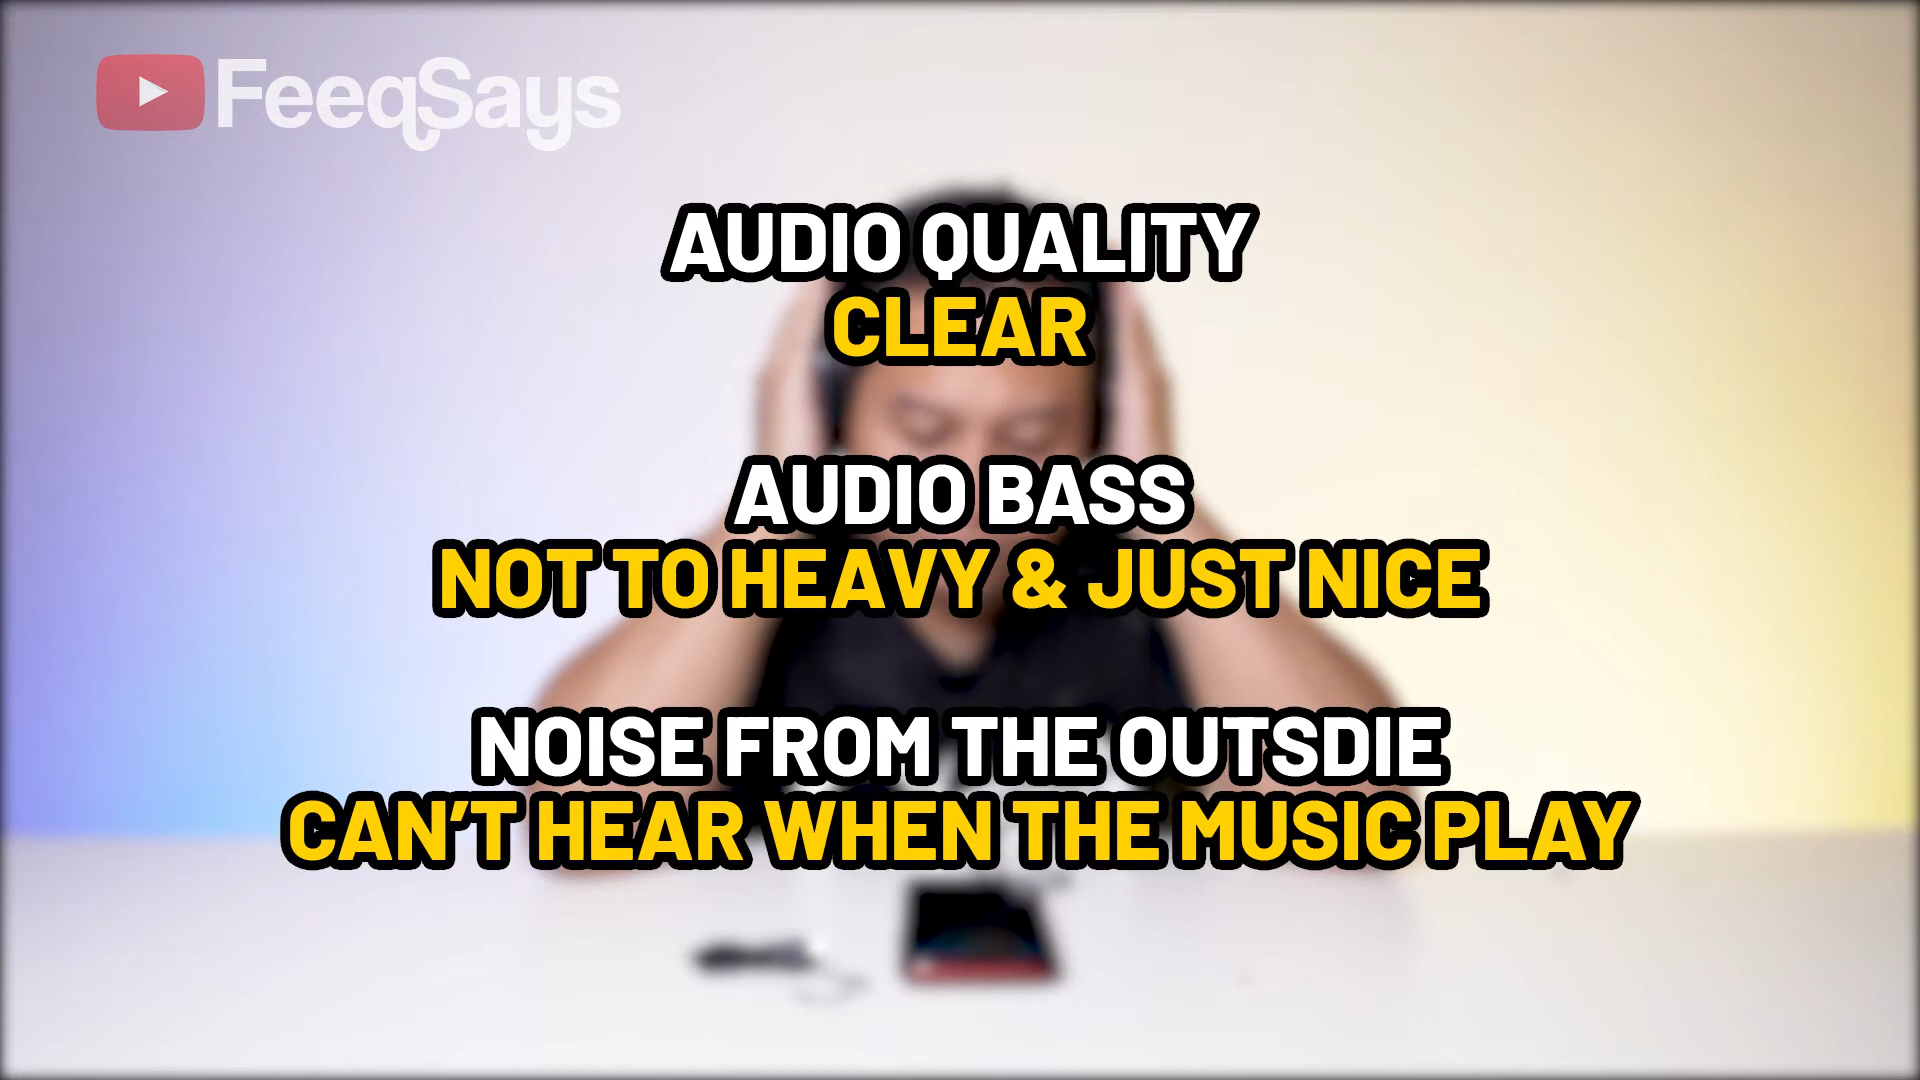 FeeqSays
AUDIO QUALITY
CLEAR
AUDIO BASS
NOT TO HEAVY & JUST NICE
NOISE FROM THE OUTSDIE
CAN'T HEAR WHEN THE MUSIC PLAY